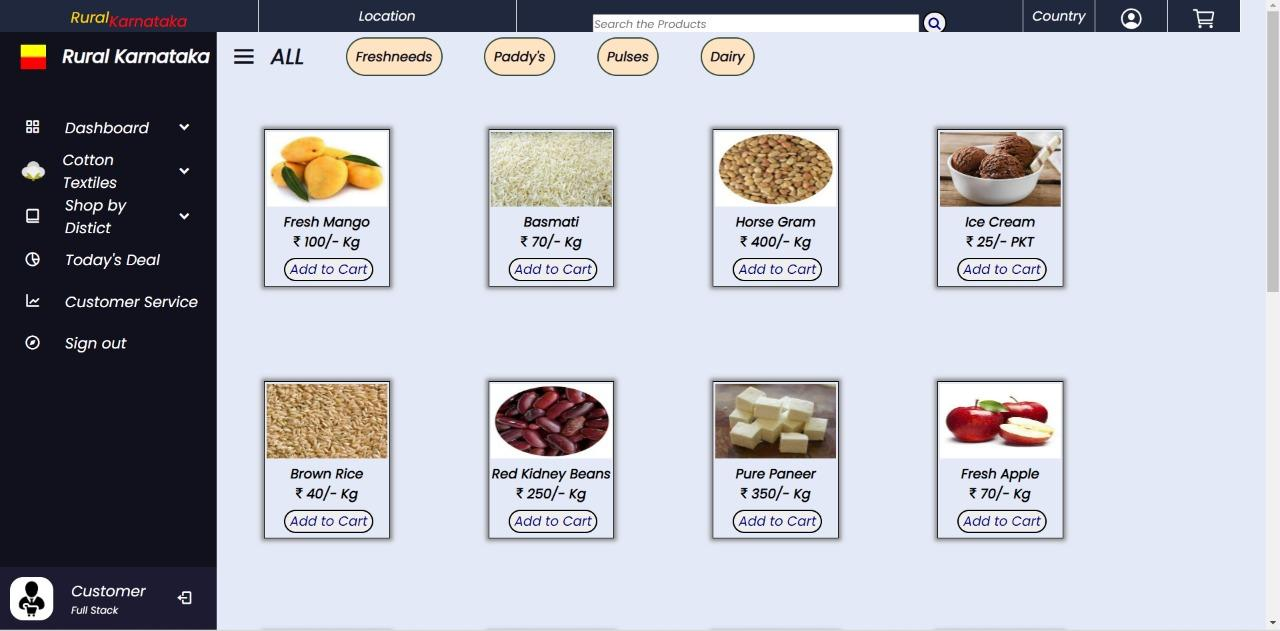 Rural Karnataka
Location
Search the Products
Country
Rural Karnataka
ALL
Freshneeds
Paddy's
Pulses
Dairy
Dashboard
Cotton
Textiles
Shop by
Distict
Today's Deal
Customer Service
Sign out
Fresh Mango
₹ 100/- Kg
Add to Cart
Basmati
₹ 70/- Kg
Add to Cart
Horse Gram
₹ 400/- Kg
Add to Cart
Ice Cream
₹ 25/- PKT
Add to Cart
Brown Rice
₹ 40/- Kg
Add to Cart
Red Kidney Beans
₹ 250/- Kg
Add to Cart
Pure Paneer
₹ 350/- Kg
Add to Cart
Fresh Apple
₹ 70/- Kg
Add to Cart
Customer
Full Stack